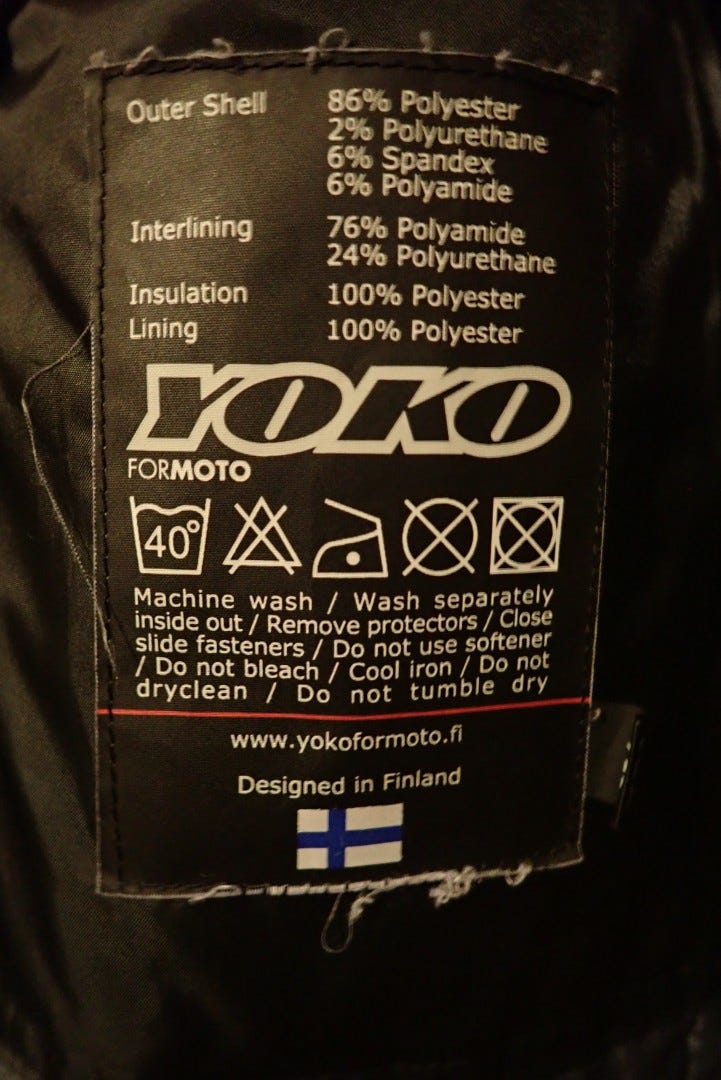 Outer Shell 86% Polyester
2% Polyurethane
6% Spandex
6% Polyamide
Interlining 76% Polyamide
24% Polyurethane
Insulation 100% Polyester
Lining 100% Polyester
YOKO
FORMOTO
40°
Machine wash / Wash separately
inside out / Remove protectors / Close
slide fasteners / Do not use softener
/ Do not bleach / Cool iron / Do not
dryclean / Do not tumble dry
www.yokoformoto.fi
Designed in Finland